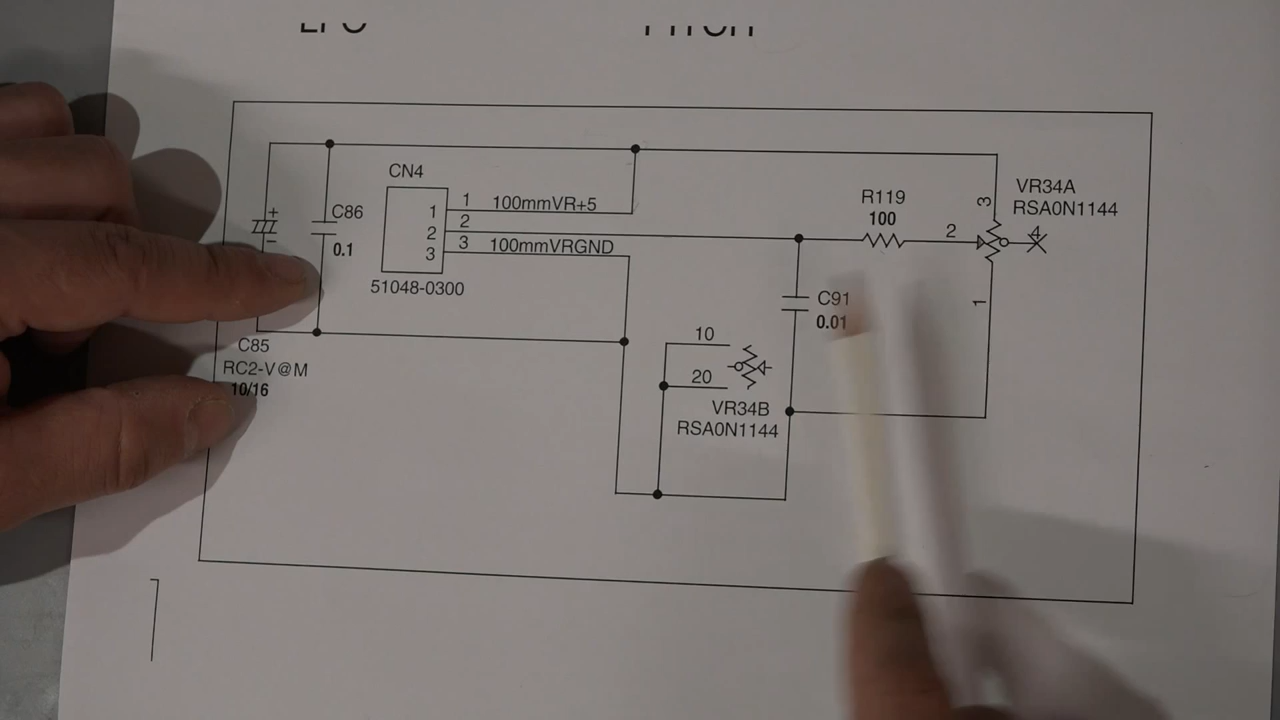 CN4
1 100mmVR+5
2
3 100mmVRGND
1
2
3
51048-0300
C86
0.1
+
−
C85
RC2-V@M
10/16
R119
100
VR34A
RSA0N1144
3
2
4
1
C91
0.01
10
20
VR34B
RSA0N1144